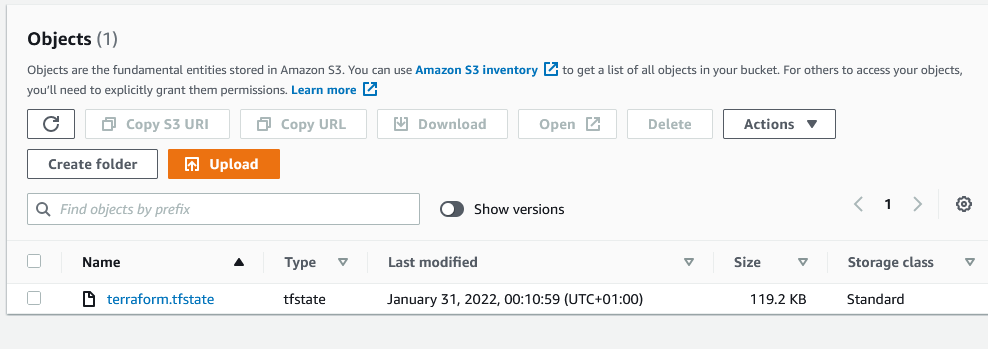 Objects (1)
Objects are the fundamental entities stored in Amazon S3. You can use Amazon S3 inventory to get a list of all objects in your bucket. For others to access your objects,
you'll need to explicitly grant them permissions. Learn more
Copy S3 URI Copy URL Download Open Delete Actions
Create folder Upload
Find objects by prefix Show versions 1
Name Type Last modified Size Storage class
terraform.tfstate tfstate January 31, 2022, 00:10:59 (UTC+01:00) 119.2 KB Standard